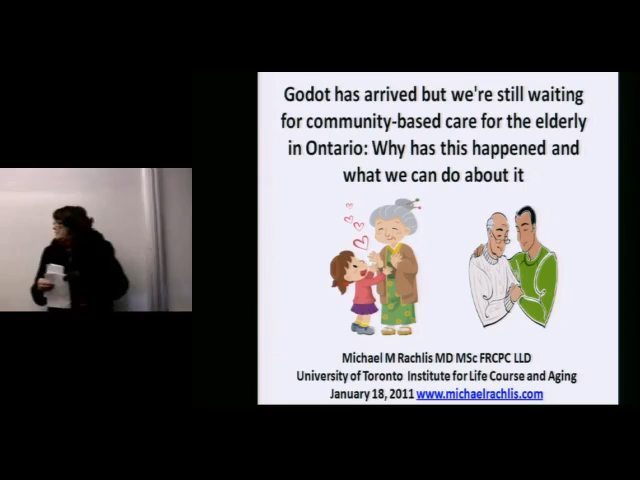 Godot has arrived but we're still waiting
for community-based care for the elderly
in Ontario: Why has this happened and
what we can do about it
Michael M Rachlis MD MSc FRCPC LLD
University of Toronto Institute for Life Course and Aging
January 18, 2011 www.michaelrachlis.com